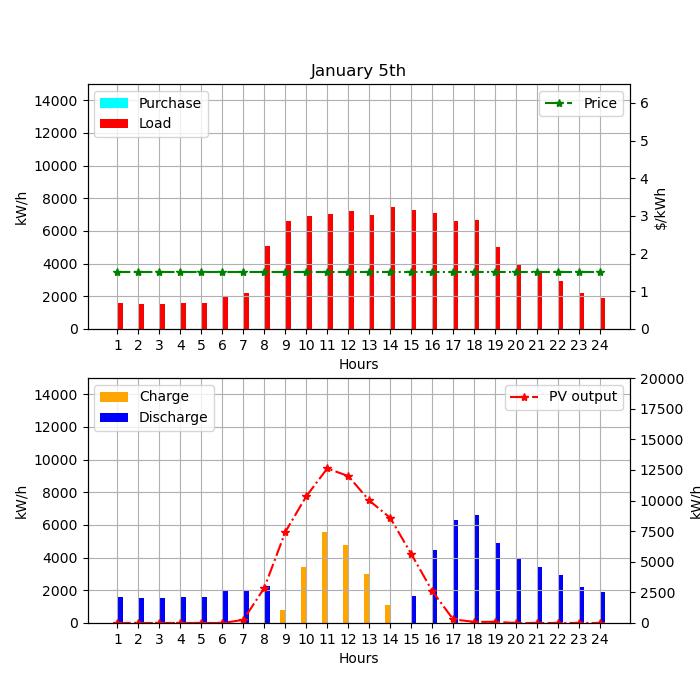 January 5th
Purchase
Load
Price
14000
12000
10000
8000
6000
4000
2000
0
kW/h
6
5
4
3
2
1
0
$/kWh
1 2 3 4 5 6 7 8 9 10 11 12 13 14 15 16 17 18 19 20 21 22 23 24
Hours
Charge
Discharge
PV output
14000
12000
10000
8000
6000
4000
2000
0
kW/h
20000
17500
15000
12500
10000
7500
5000
2500
0
kW/h
1 2 3 4 5 6 7 8 9 10 11 12 13 14 15 16 17 18 19 20 21 22 23 24
Hours